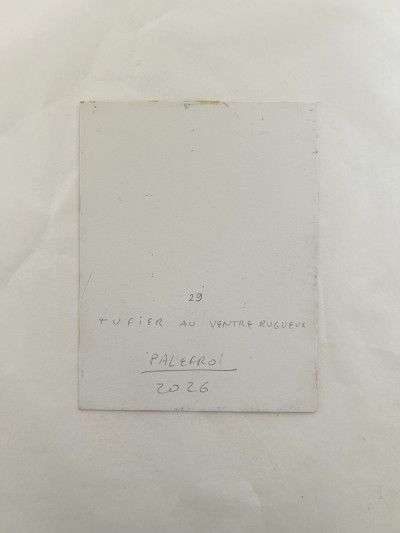 29
TUFiER AU VENTRE RUGUEUX
PALEFROi
2026